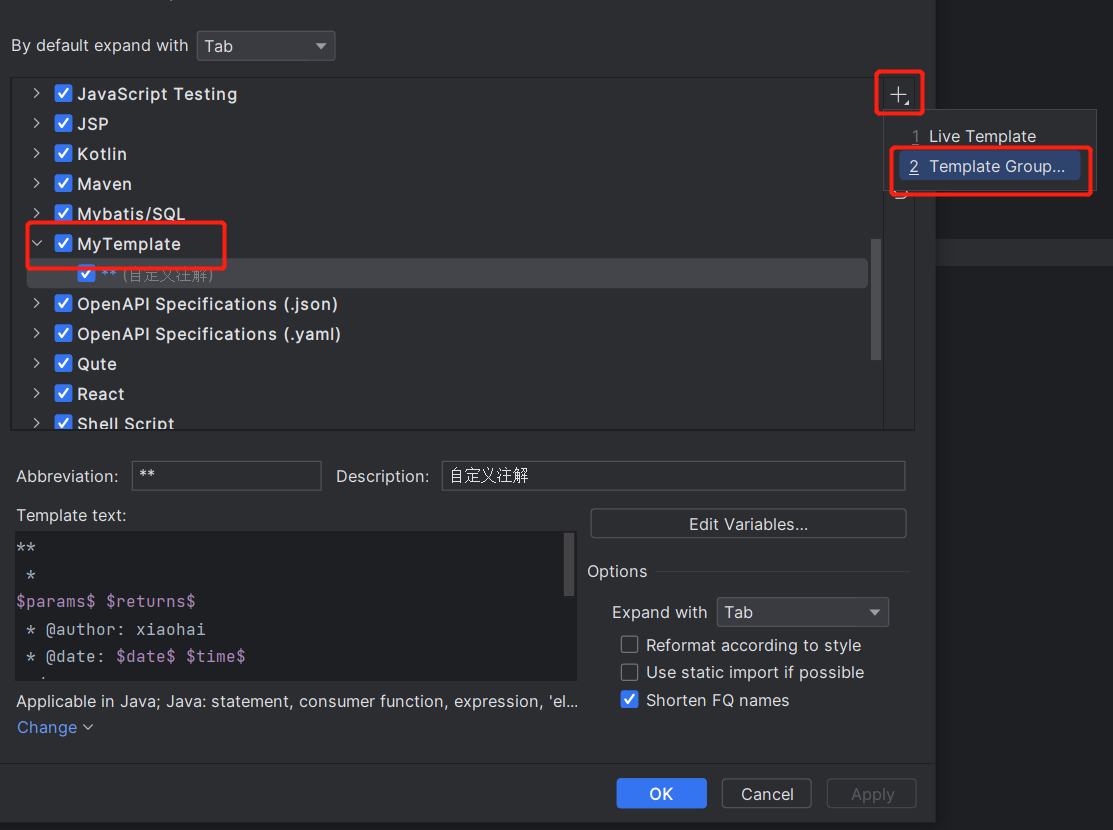 By default expand with Tab
JavaScript Testing
JSP
Kotlin
Maven
Mybatis/SQL
MyTemplate
** (自定义注解)
OpenAPI Specifications (.json)
OpenAPI Specifications (.yaml)
Qute
React
Shell Script
1 Live Template
2 Template Group...
Abbreviation: **
Description: 自定义注解
Template text:
**
*
$params$ $returns$
* @author: xiaohai
* @date: $date$ $time$
Applicable in Java; Java: statement, consumer function, expression, 'el...
Change
Edit Variables...
Options
Expand with Tab
Reformat according to style
Use static import if possible
Shorten FQ names
OK
Cancel
Apply